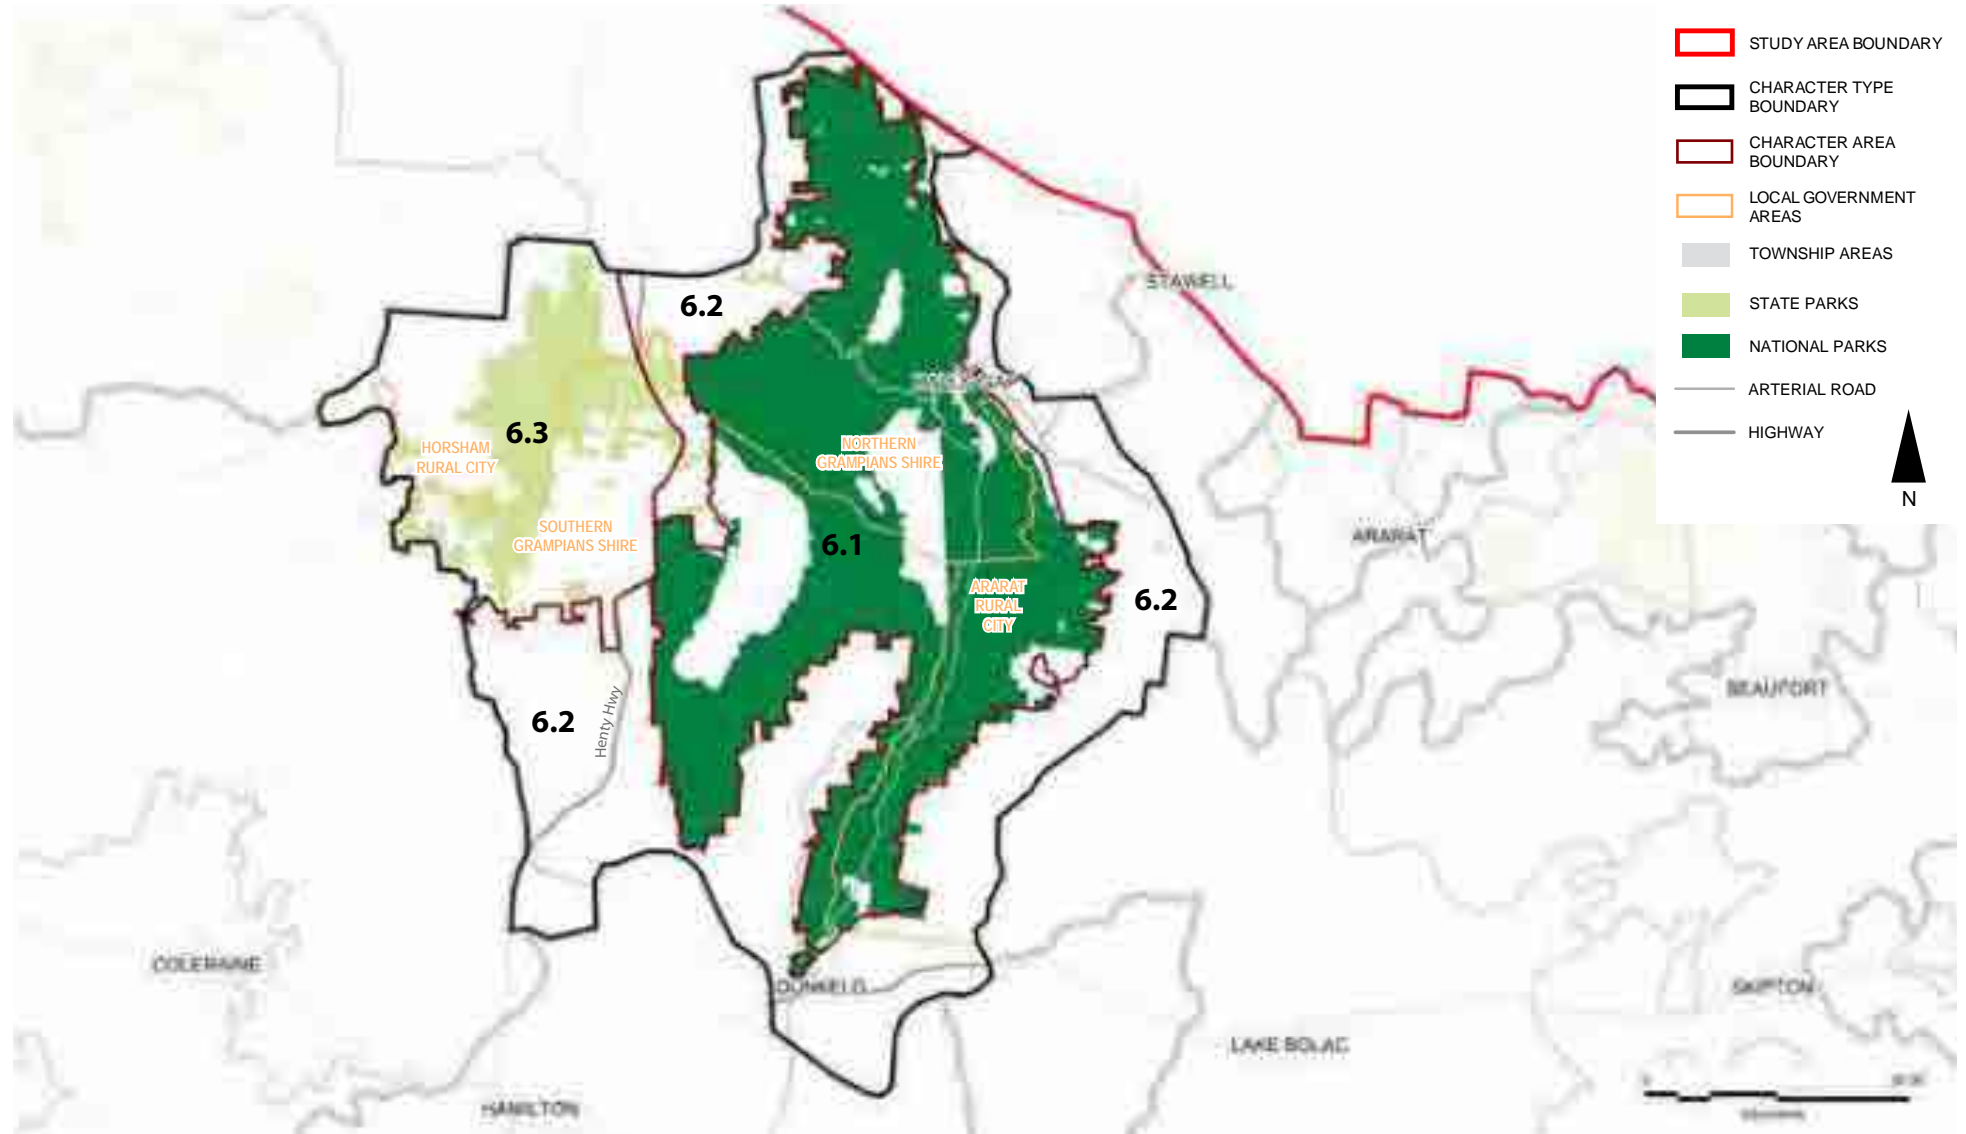 STUDY AREA BOUNDARY
CHARACTER TYPE
BOUNDARY
CHARACTER AREA
BOUNDARY
LOCAL GOVERNMENT
AREAS
TOWNSHIP AREAS
STATE PARKS
NATIONAL PARKS
ARTERIAL ROAD
HIGHWAY
N
STAWELL
6.2
6.3
HORSHAM
RURAL CITY
NORTHERN
GRAMPIANS SHIRE
SOUTHERN
GRAMPIANS SHIRE
6.1
ARARAT
ARARAT
RURAL
CITY
6.2
6.2
Henty Hwy
BEAUFORT
COLERAINE
DUNKELD
SKIPTON
LAKE BOLAC
HAMILTON